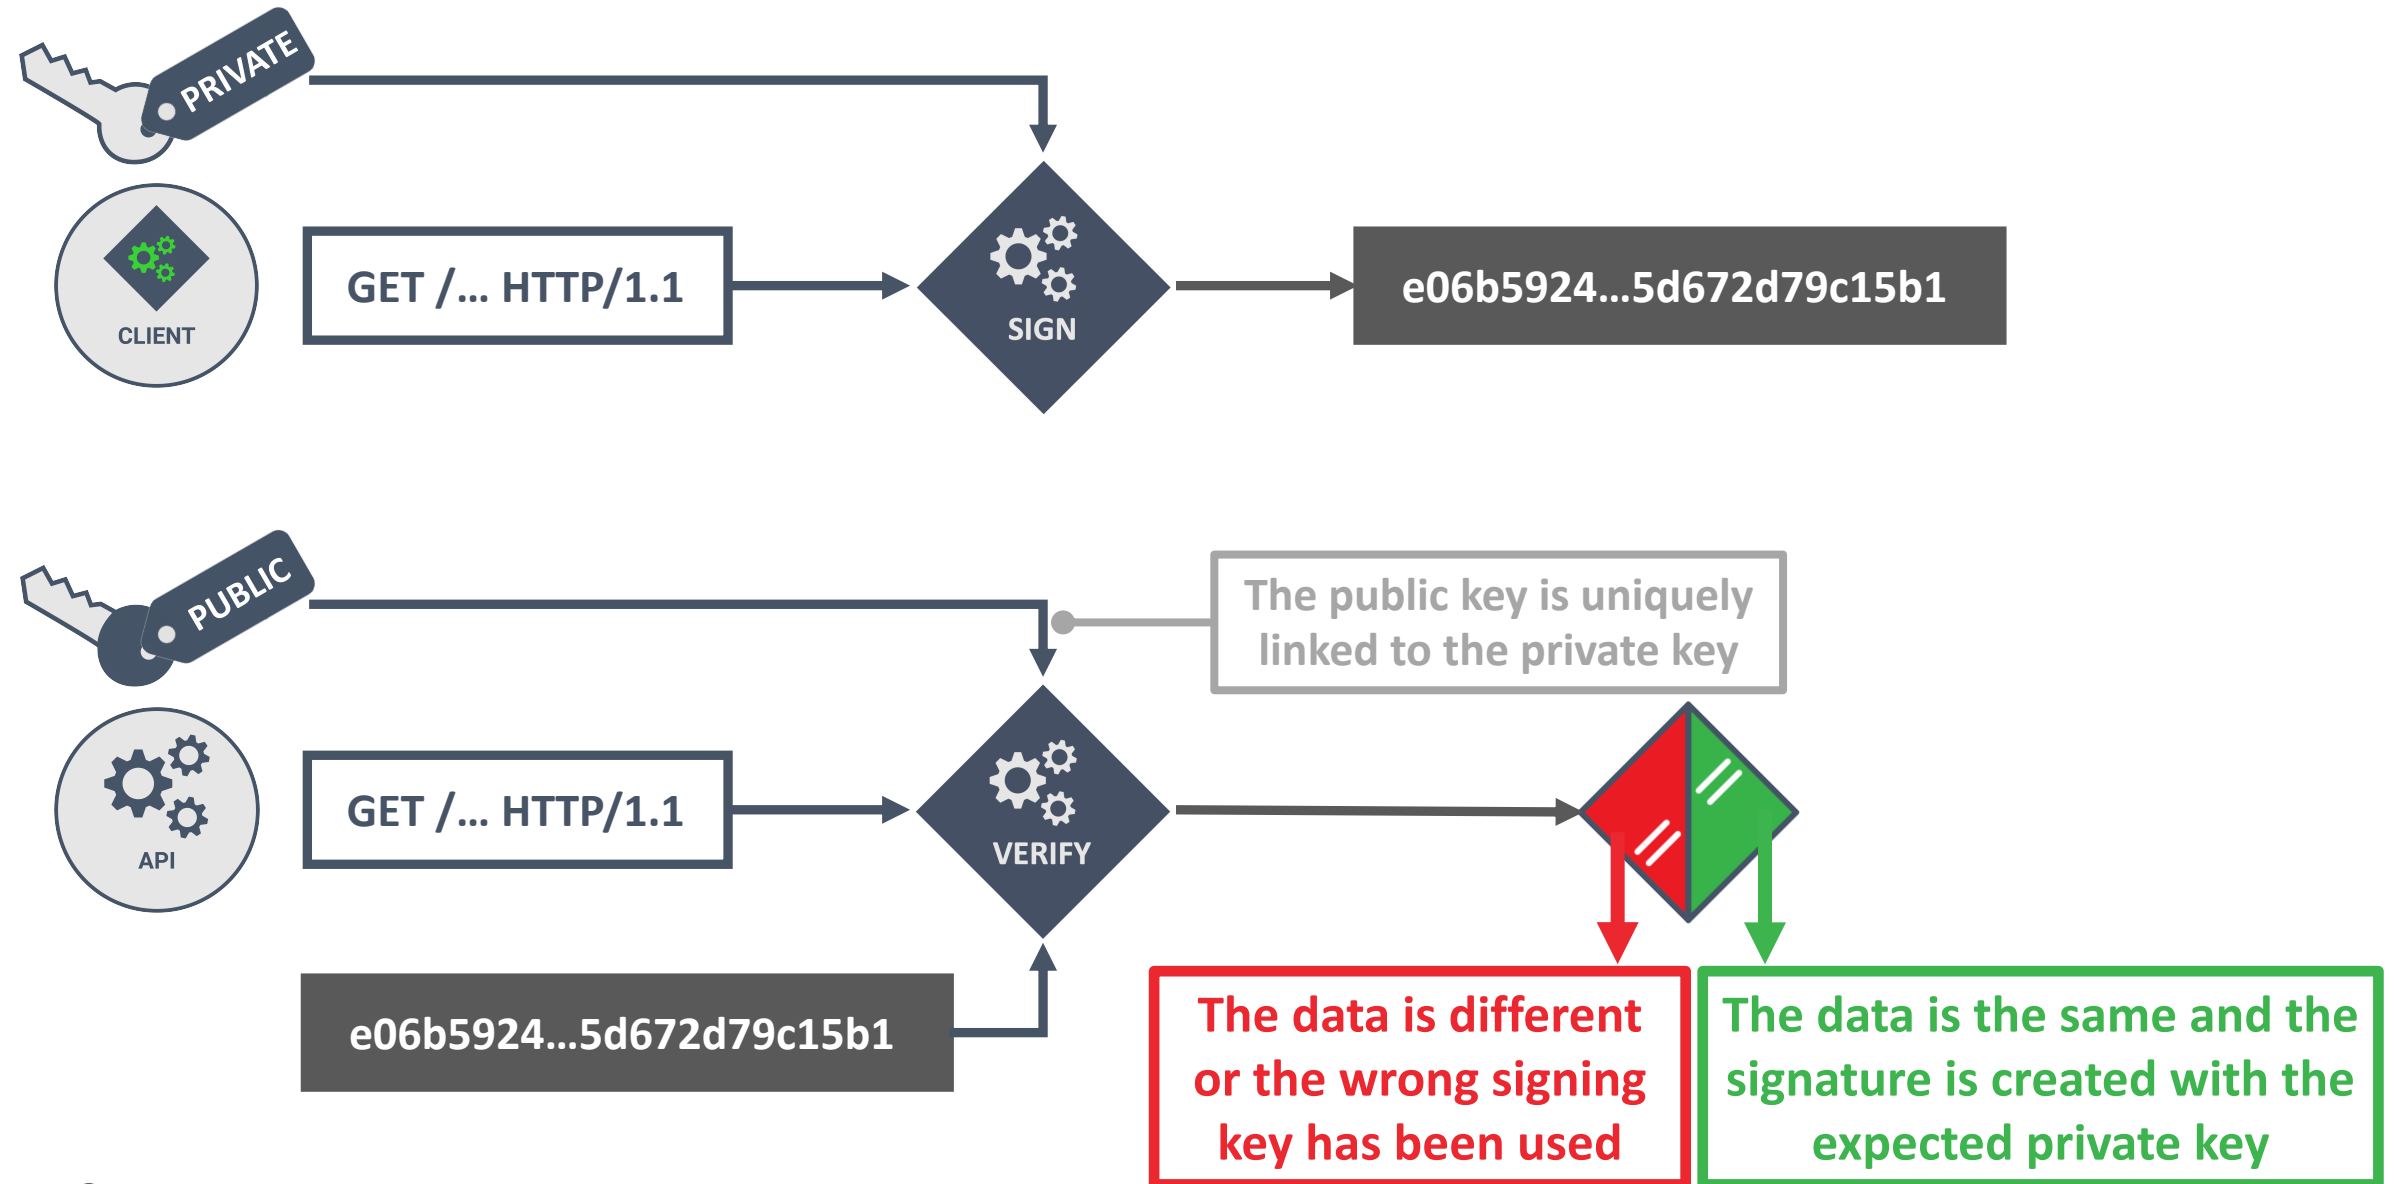 PRIVATE
CLIENT
GET /... HTTP/1.1
SIGN
e06b5924...5d672d79c15b1
PUBLIC
The public key is uniquely
linked to the private key
API
GET /... HTTP/1.1
VERIFY
e06b5924...5d672d79c15b1
The data is different
or the wrong signing
key has been used
The data is the same and the
signature is created with the
expected private key